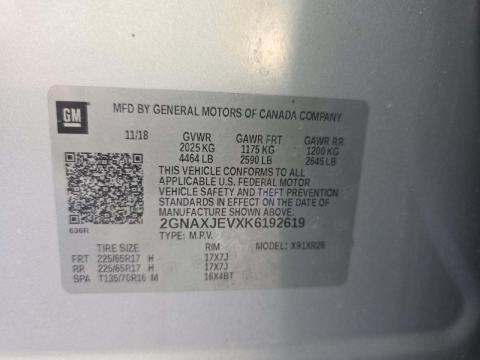 GM
MFD BY GENERAL MOTORS OF CANADA COMPANY
11/18 GVWR GAWR FRT GAWR RR
2025 KG 1175 KG 1200 KG
4464 LB 2590 LB 2645 LB
THIS VEHICLE CONFORMS TO ALL
APPLICABLE U.S. FEDERAL MOTOR
VEHICLE SAFETY AND THEFT PREVENTION
STANDARDS IN EFFECT ON THE DATE OF
MANUFACTURE SHOWN ABOVE.
636R 2GNAXJEVXK6192619
TYPE: M.P.V. MODEL: X91XR26
TIRE SIZE RIM
FRT 225/65R17 H 17X7J
RR 225/65R17 H 17X7J
SPA T135/70R16 M 16X4BT